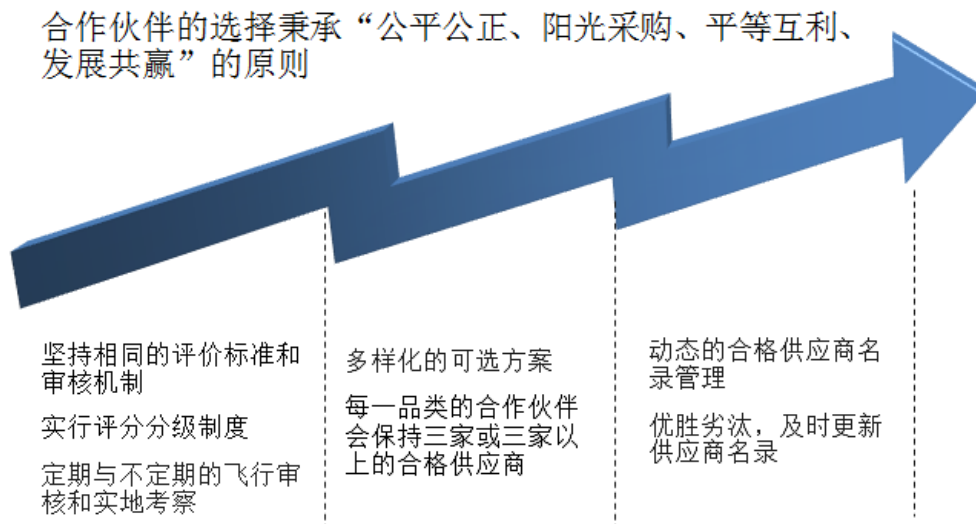 合作伙伴的选择秉承“公平公正、阳光采购、平等互利、
发展共赢”的原则
坚持相同的评价标准和
审核机制
实行评分分级制度
定期与不定期的飞行审
核和实地考察
多样化的可选方案
每一品类的合作伙伴
会保持三家或三家以
上的合格供应商
动态的合格供应商名
录管理
优胜劣汰，及时更新
供应商名录